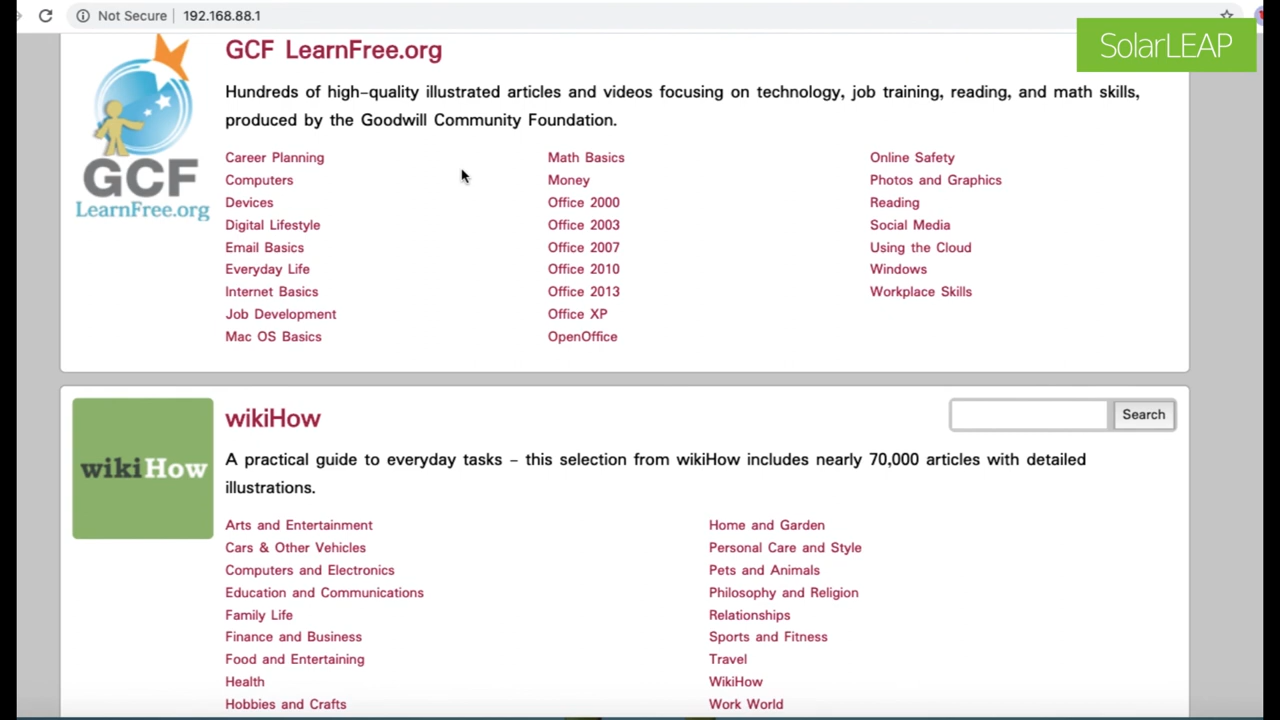 Not Secure | 192.168.88.1
SolarLEAP
GCF LearnFree.org
Hundreds of high-quality illustrated articles and videos focusing on technology, job training, reading, and math skills,
produced by the Goodwill Community Foundation.
GCF
LearnFree.org
Career Planning
Computers
Devices
Digital Lifestyle
Email Basics
Everyday Life
Internet Basics
Job Development
Mac OS Basics
Math Basics
Money
Office 2000
Office 2003
Office 2007
Office 2010
Office 2013
Office XP
OpenOffice
Online Safety
Photos and Graphics
Reading
Social Media
Using the Cloud
Windows
Workplace Skills
wikiHow
wikiHow
Search
A practical guide to everyday tasks – this selection from wikiHow includes nearly 70,000 articles with detailed
illustrations.
Arts and Entertainment
Cars & Other Vehicles
Computers and Electronics
Education and Communications
Family Life
Finance and Business
Food and Entertaining
Health
Hobbies and Crafts
Home and Garden
Personal Care and Style
Pets and Animals
Philosophy and Religion
Relationships
Sports and Fitness
Travel
WikiHow
Work World